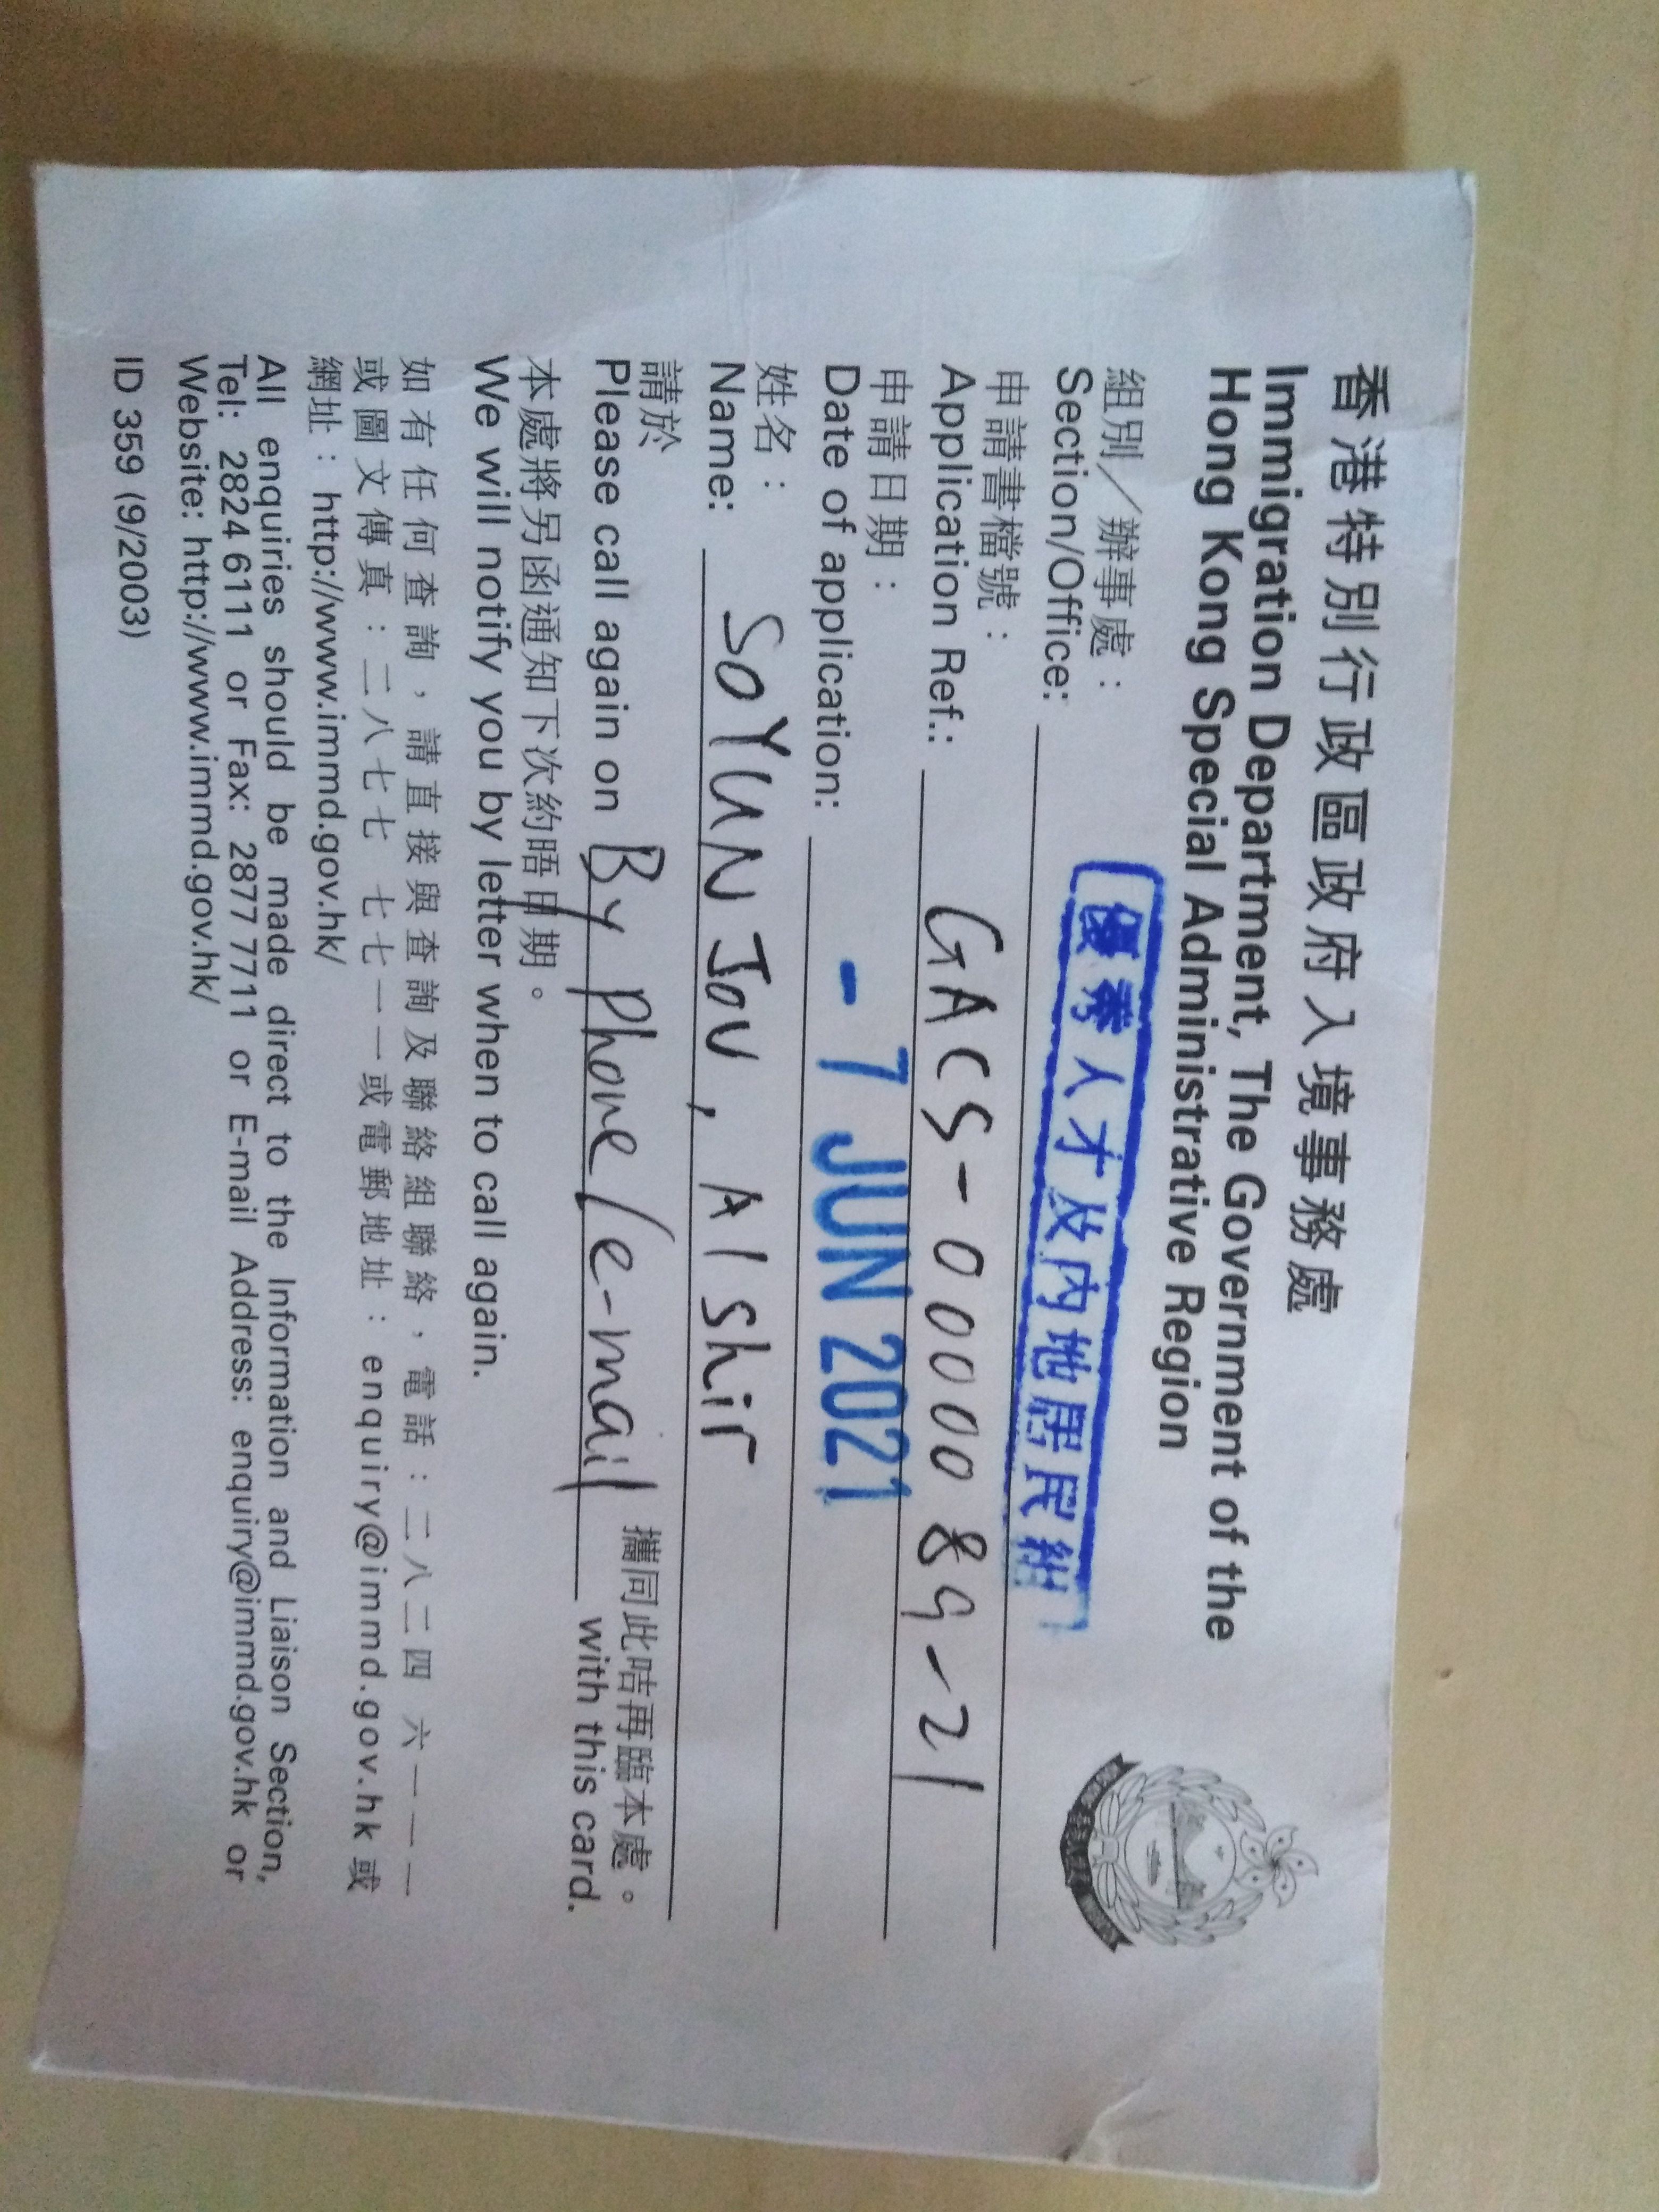 香港特別行政區政府入境事務處
Immigration Department, The Government of the
Hong Kong Special Administrative Region
組別／辦事處：
Section/Office: 優秀人才及內地居民組
申請書檔號：
Application Ref.: GACS-0000089-21
申請日期：
Date of application: - 7 JUN 2021
姓名：
Name: SOYUNJOV, Alshir
請於 攜同此咭再臨本處。
Please call again on By phone/e-mail with this card.
本處將另函通知下次約晤日期。
We will notify you by letter when to call again.
如有任何查詢，請直接與查詢及聯絡組聯絡，電話：二八二四 六一一一
或圖文傳真：二八七七 七七一一或電郵地址：enquiry@immd.gov.hk或
網址：http://www.immd.gov.hk/
All enquiries should be made direct to the Information and Liaison Section,
Tel: 2824 6111 or Fax: 2877 7711 or E-mail Address: enquiry@immd.gov.hk or
Website: http://www.immd.gov.hk/
ID 359 (9/2003)